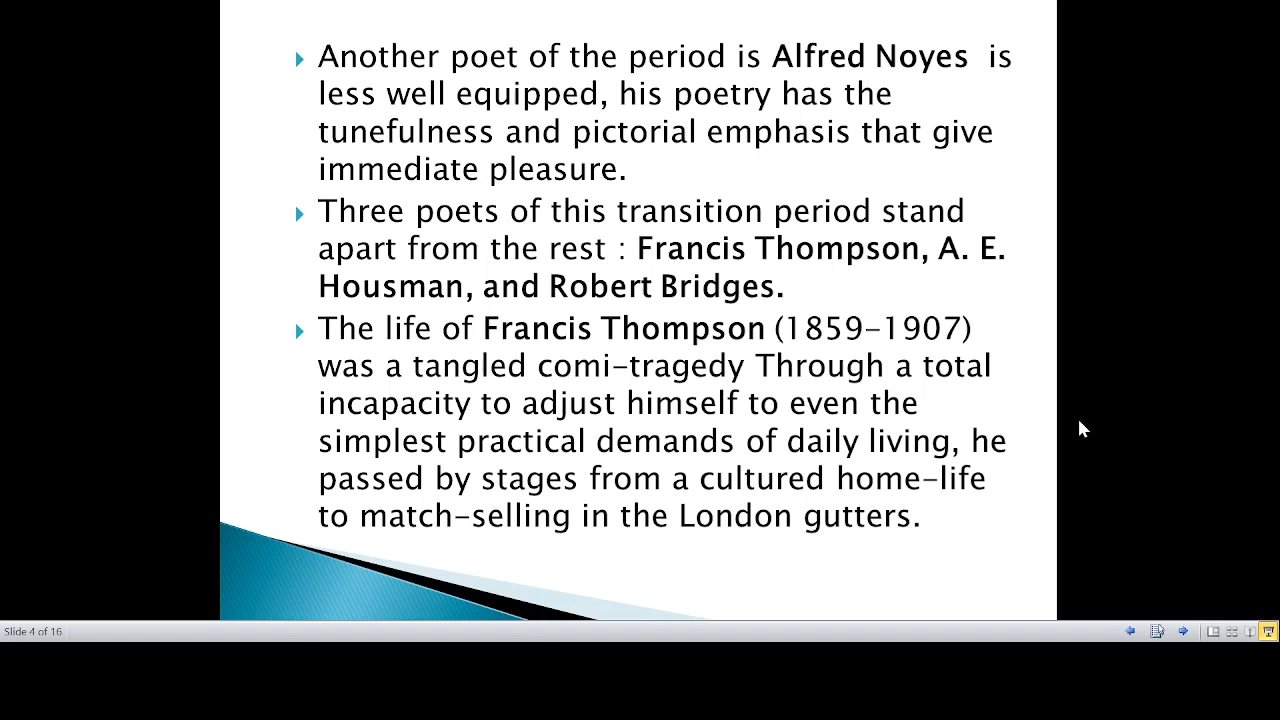 Another poet of the period is Alfred Noyes is
less well equipped, his poetry has the
tunefulness and pictorial emphasis that give
immediate pleasure.
Three poets of this transition period stand
apart from the rest : Francis Thompson, A. E.
Housman, and Robert Bridges.
The life of Francis Thompson (1859-1907)
was a tangled comi-tragedy Through a total
incapacity to adjust himself to even the
simplest practical demands of daily living, he
passed by stages from a cultured home-life
to match-selling in the London gutters.
Slide 4 of 16